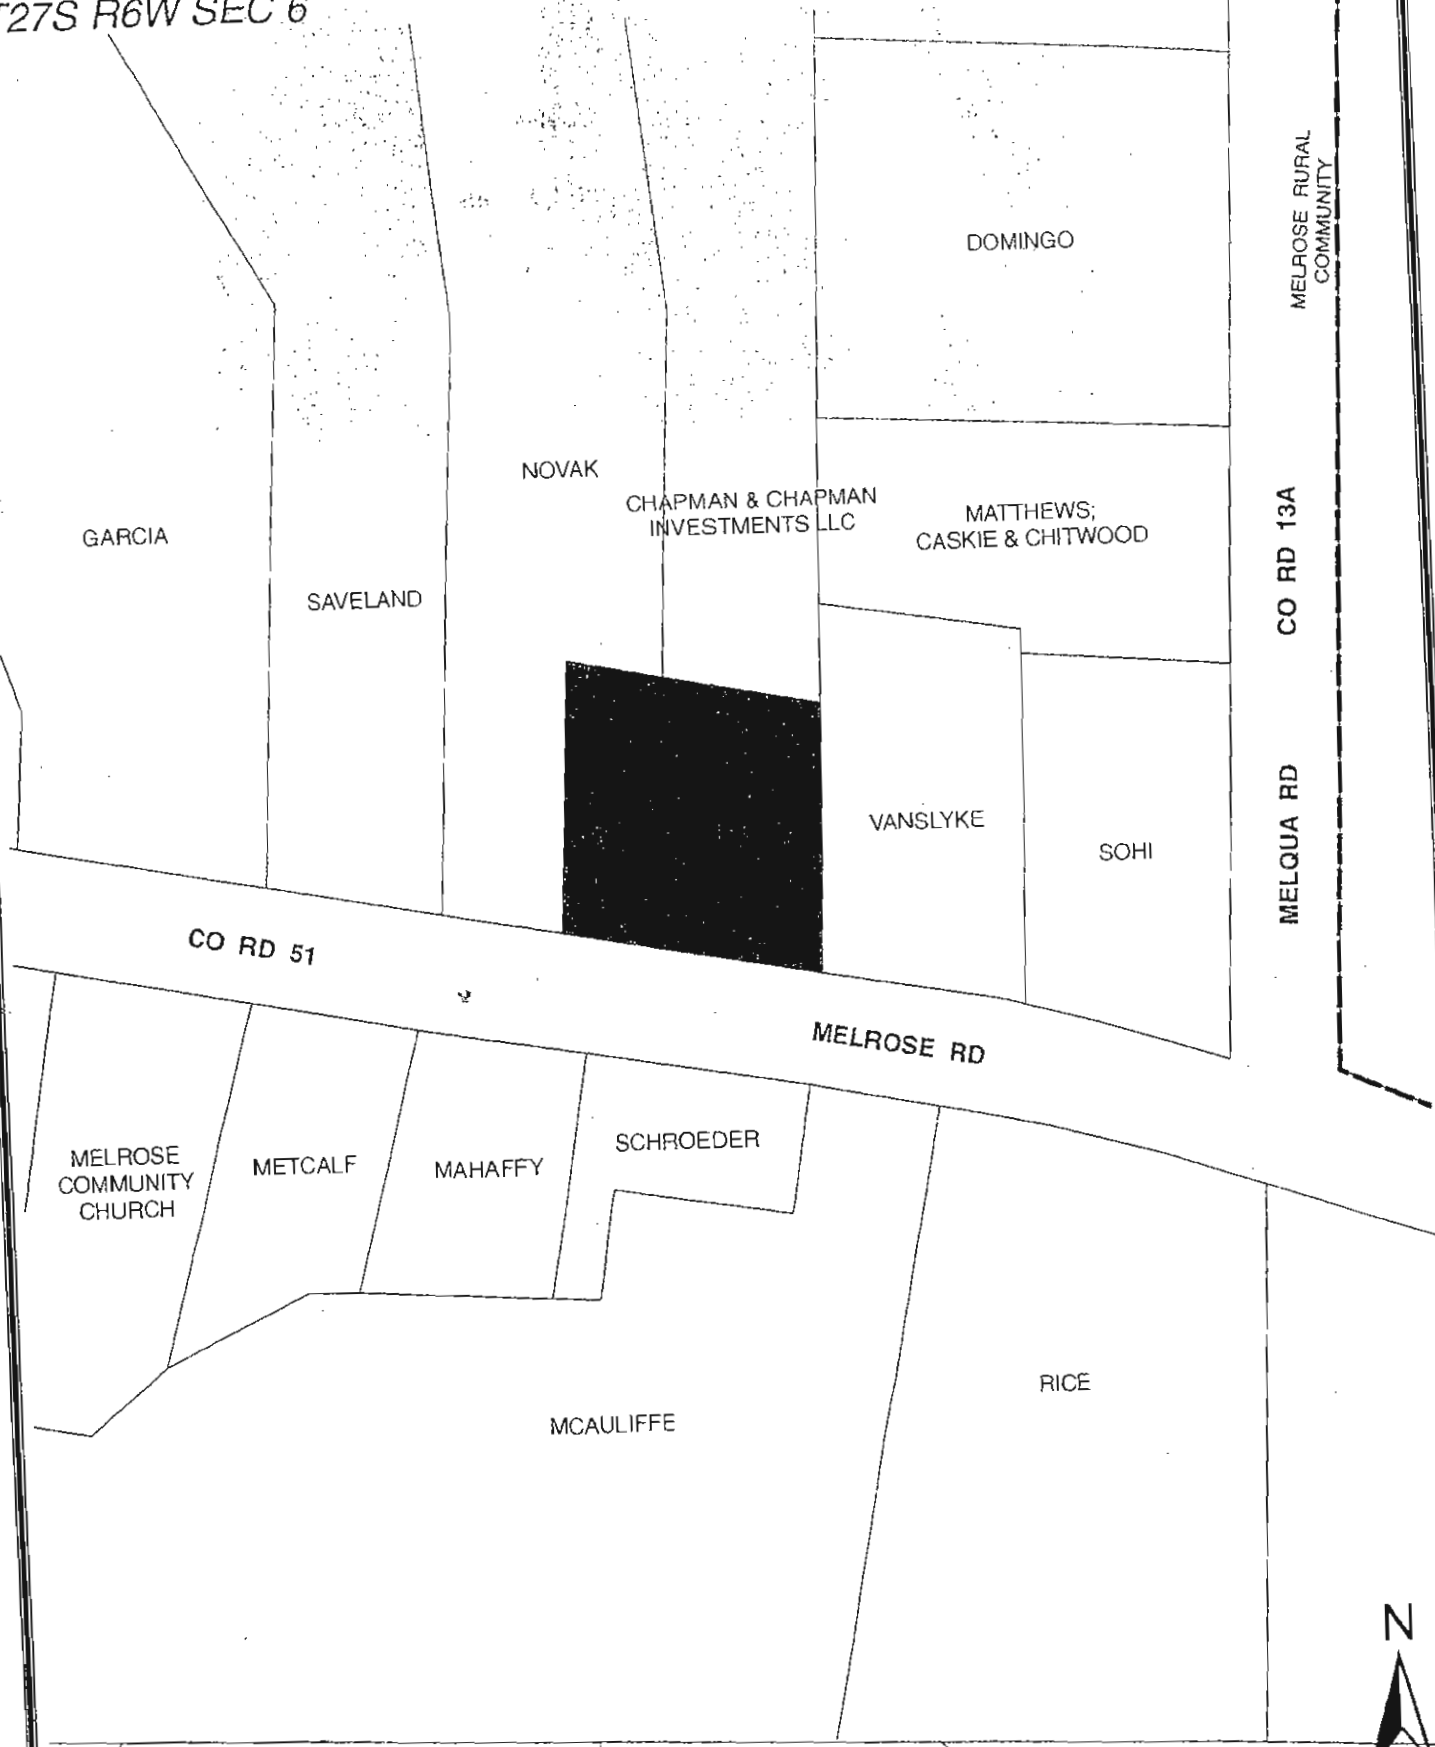 T27S R6W SEC 6
DOMINGO
MELROSE RURAL
COMMUNITY
NOVAK
CHAPMAN & CHAPMAN
INVESTMENTS LLC
MATTHEWS;
CASKIE & CHITWOOD
GARCIA
SAVELAND
CO RD 13A
VANSLYKE
SOHI
MELQUA RD
CO RD 51
MELROSE RD
MELROSE
COMMUNITY
CHURCH
METCALF
MAHAFFY
SCHROEDER
RICE
MCAULIFFE
N